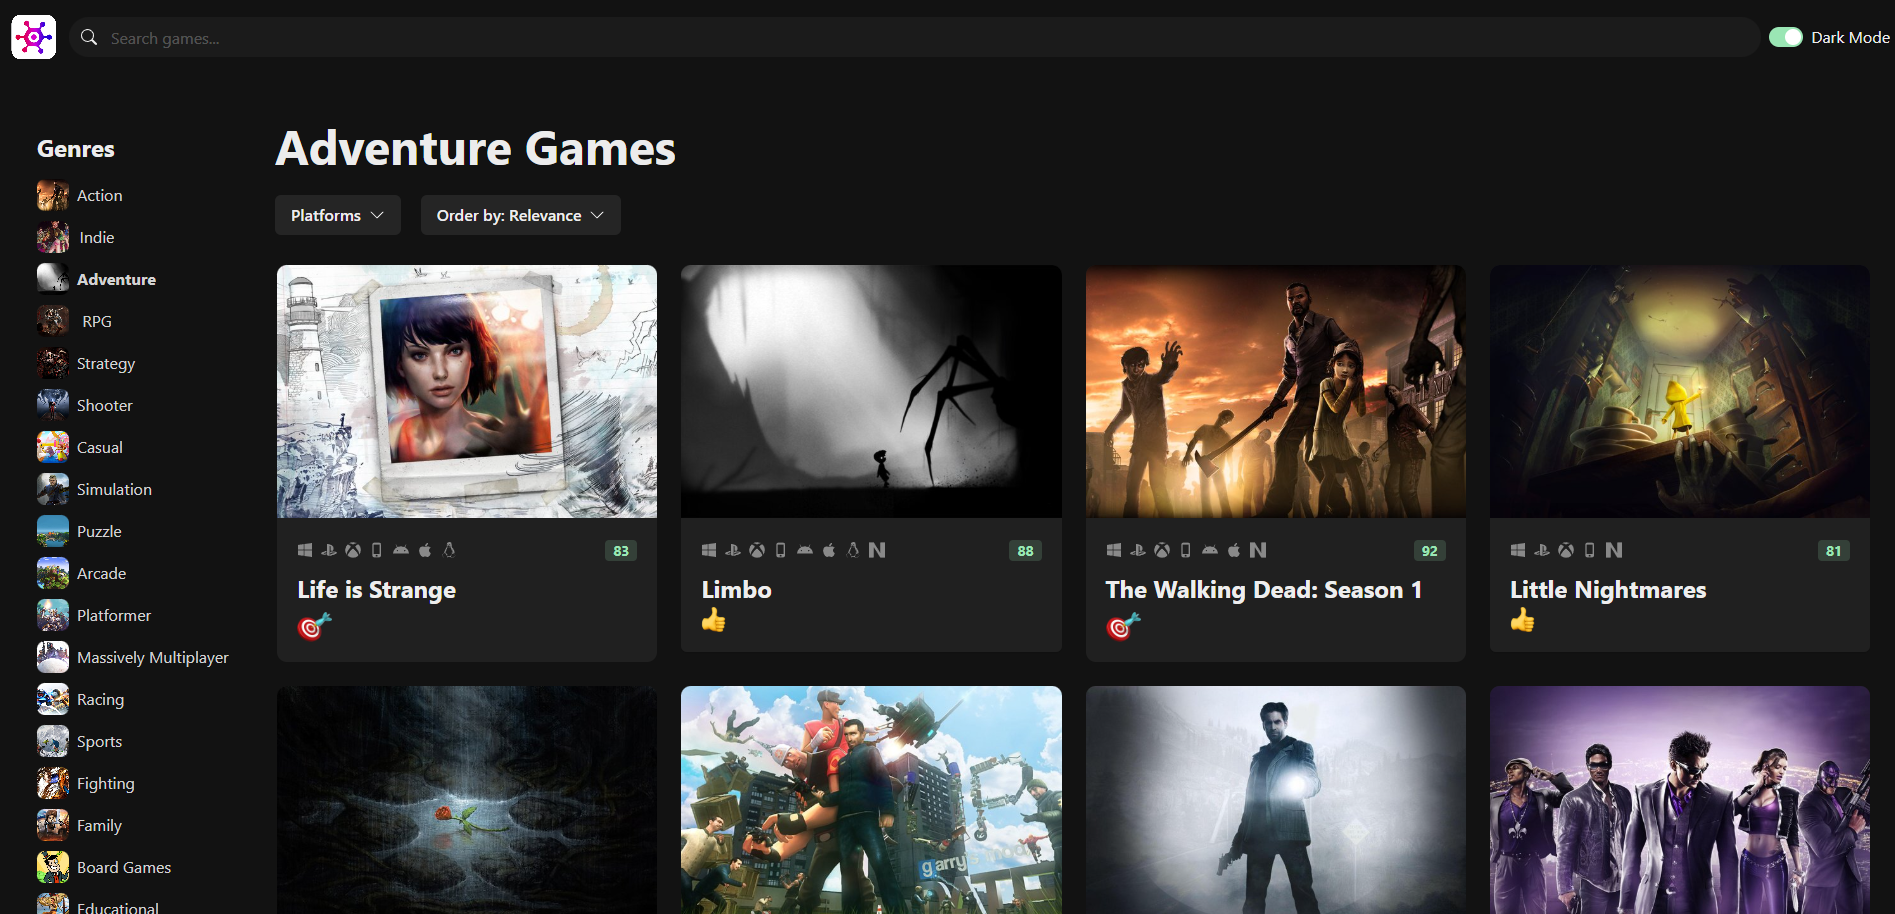 Search games...
Dark Mode
Genres
Action
Indie
Adventure
RPG
Strategy
Shooter
Casual
Simulation
Puzzle
Arcade
Platformer
Massively Multiplayer
Racing
Sports
Fighting
Family
Board Games
Educational
Adventure Games
Platforms
Order by: Relevance
83
Life is Strange
88
Limbo
92
The Walking Dead: Season 1
81
Little Nightmares
garry's mod